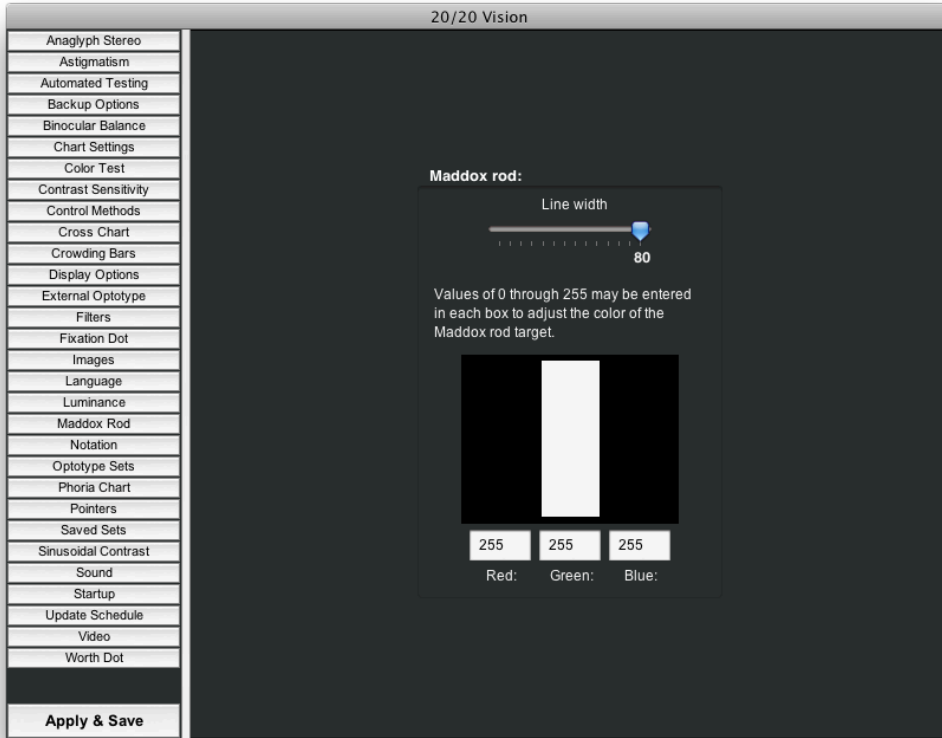 20/20 Vision
Anaglyph Stereo
Astigmatism
Automated Testing
Backup Options
Binocular Balance
Chart Settings
Color Test
Contrast Sensitivity
Control Methods
Cross Chart
Crowding Bars
Display Options
External Optotype
Filters
Fixation Dot
Images
Language
Luminance
Maddox Rod
Notation
Optotype Sets
Phoria Chart
Pointers
Saved Sets
Sinusoidal Contrast
Sound
Startup
Update Schedule
Video
Worth Dot
Apply & Save
Maddox rod:
Line width
80
Values of 0 through 255 may be entered
in each box to adjust the color of the
Maddox rod target.
255 255 255
Red: Green: Blue: